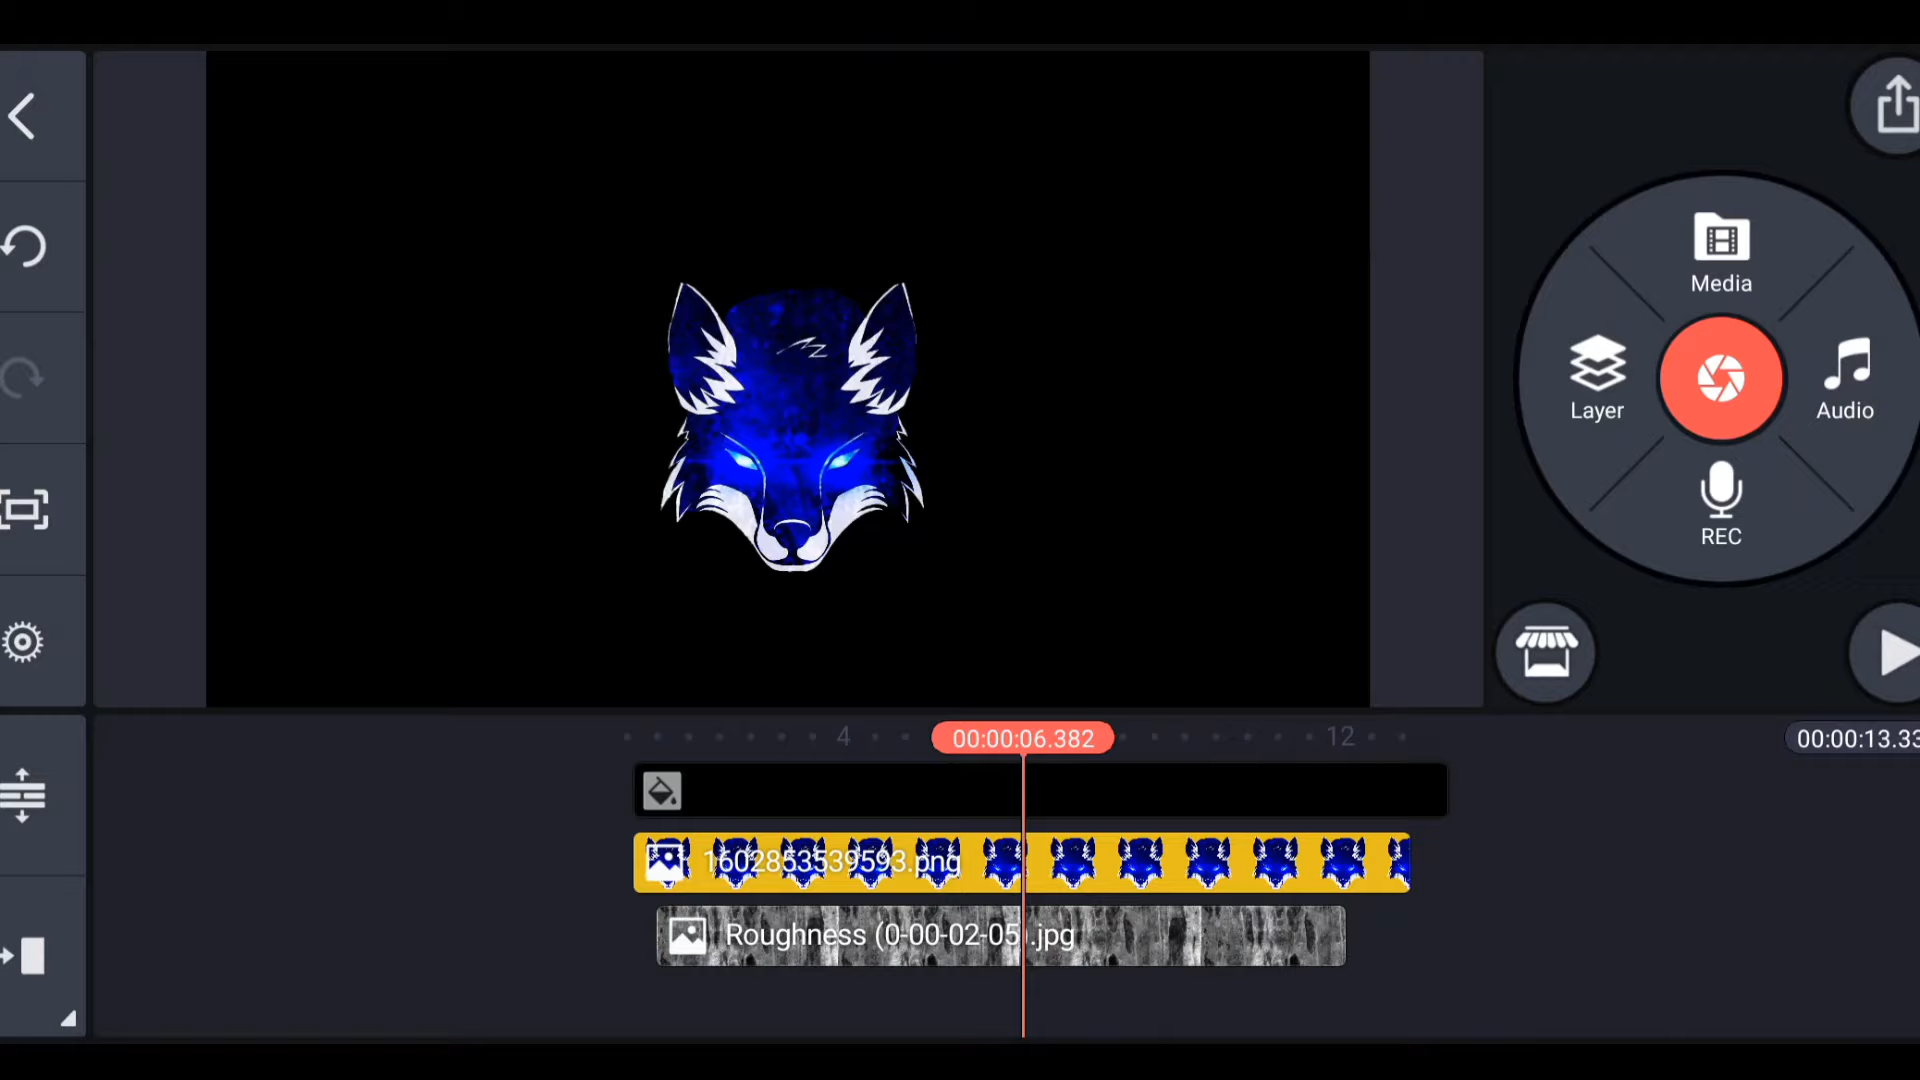 Media
Layer
Audio
REC
4
00:00:06.382
12
00:00:13.33
1602853539593.png
Roughness (0-00-02-05).jpg